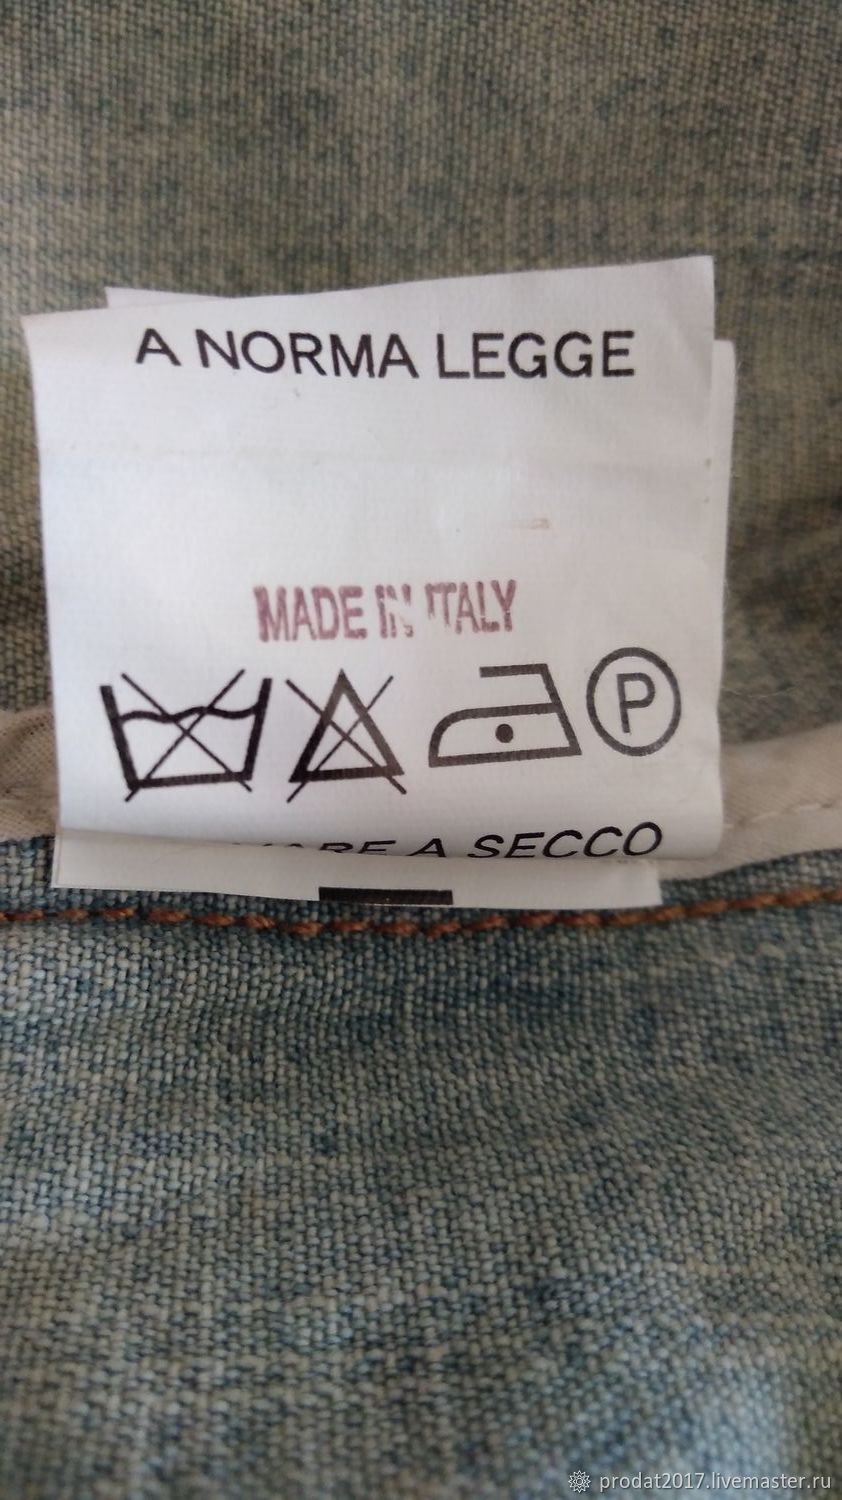 A NORMA LEGGE
MADE IN ITALY
P
A SECCO
prodat2017.livemaster.ru